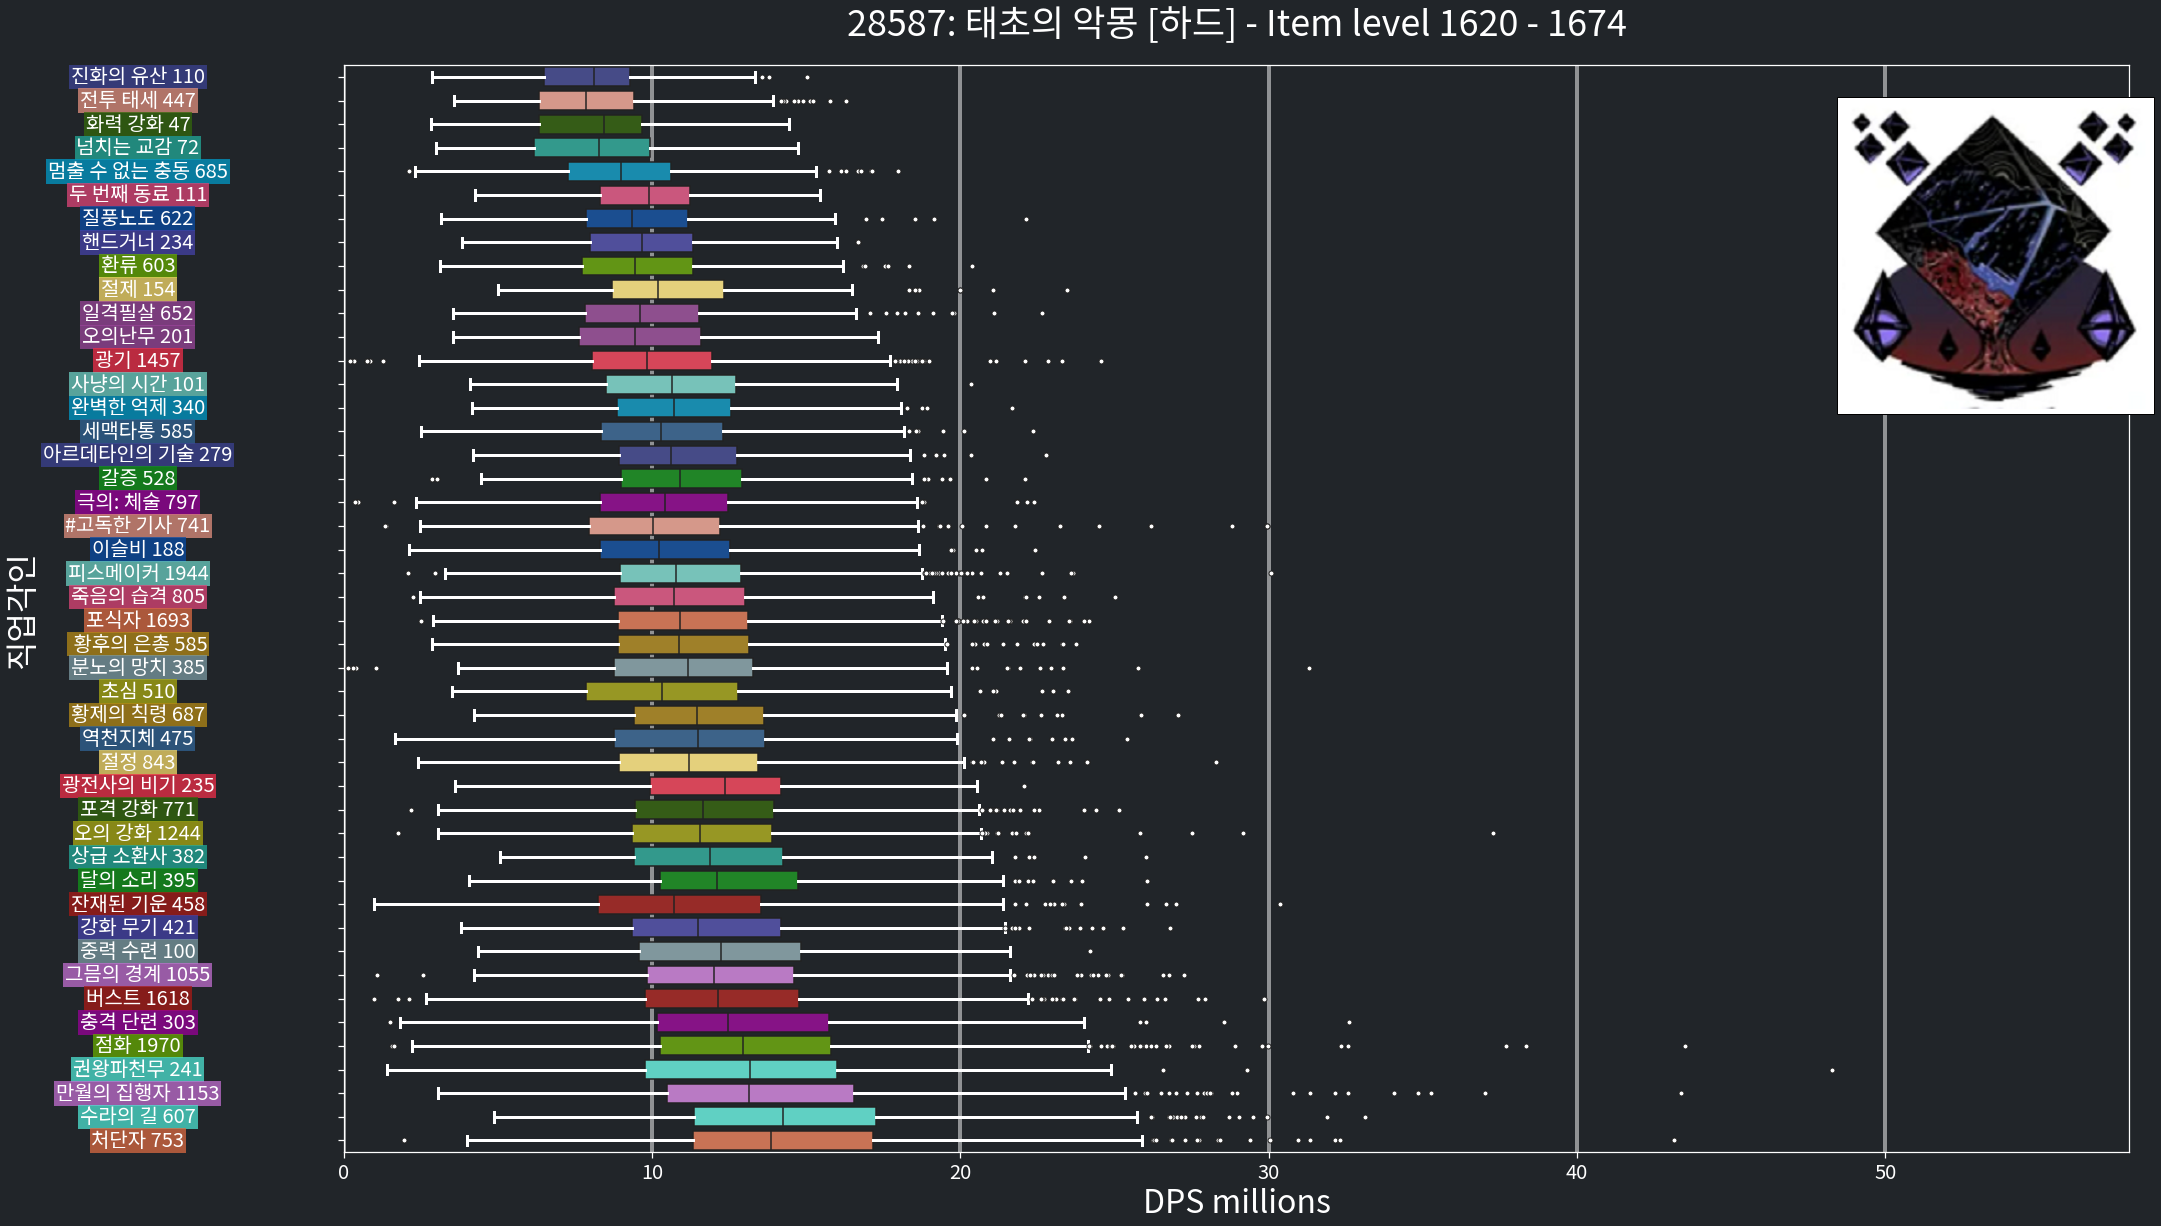 28587: 태초의 악몽 [하드] - Item level 1620 - 1674
직업각인
진화의 유산 110
전투 태세 447
화력 강화 47
넘치는 교감 72
멈출 수 없는 충동 685
두 번째 동료 111
질풍노도 622
핸드거너 234
환류 603
절제 154
일격필살 652
오의난무 201
광기 1457
사냥의 시간 101
완벽한 억제 340
세맥타통 585
아르데타인의 기술 279
갈증 528
극의: 체술 797
#고독한 기사 741
이슬비 188
피스메이커 1944
죽음의 습격 805
포식자 1693
황후의 은총 585
분노의 망치 385
초심 510
황제의 칙령 687
역천지체 475
절정 843
광전사의 비기 235
포격 강화 771
오의 강화 1244
상급 소환사 382
달의 소리 395
잔재된 기운 458
강화 무기 421
중력 수련 100
그믐의 경계 1055
버스트 1618
충격 단련 303
점화 1970
권왕파천무 241
만월의 집행자 1153
수라의 길 607
처단자 753
0 10 20 30 40 50
DPS millions